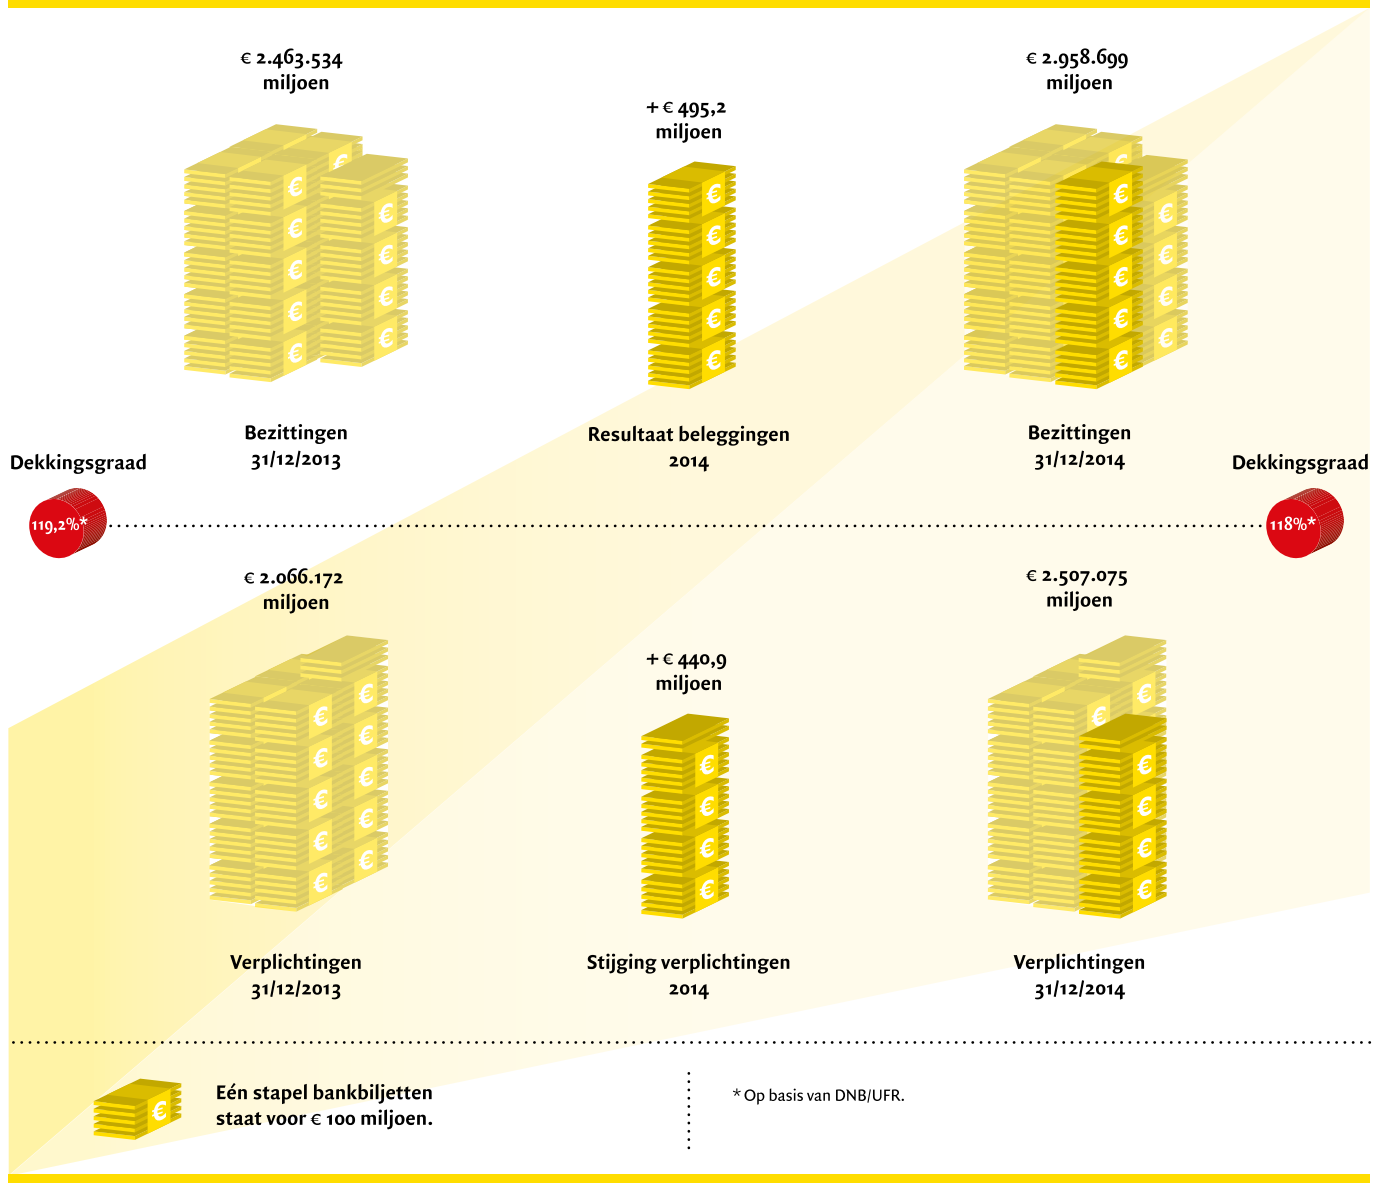 € 2.463.534
miljoen
+ € 495,2
miljoen
€ 2.958.699
miljoen
Bezittingen
31/12/2013
Resultaat beleggingen
2014
Bezittingen
31/12/2014
Dekkingsgraad
119,2%*
Dekkingsgraad
118%*
€ 2.066.172
miljoen
+ € 440,9
miljoen
€ 2.507.075
miljoen
Verplichtingen
31/12/2013
Stijging verplichtingen
2014
Verplichtingen
31/12/2014
Eén stapel bankbiljetten
staat voor € 100 miljoen.
* Op basis van DNB/UFR.